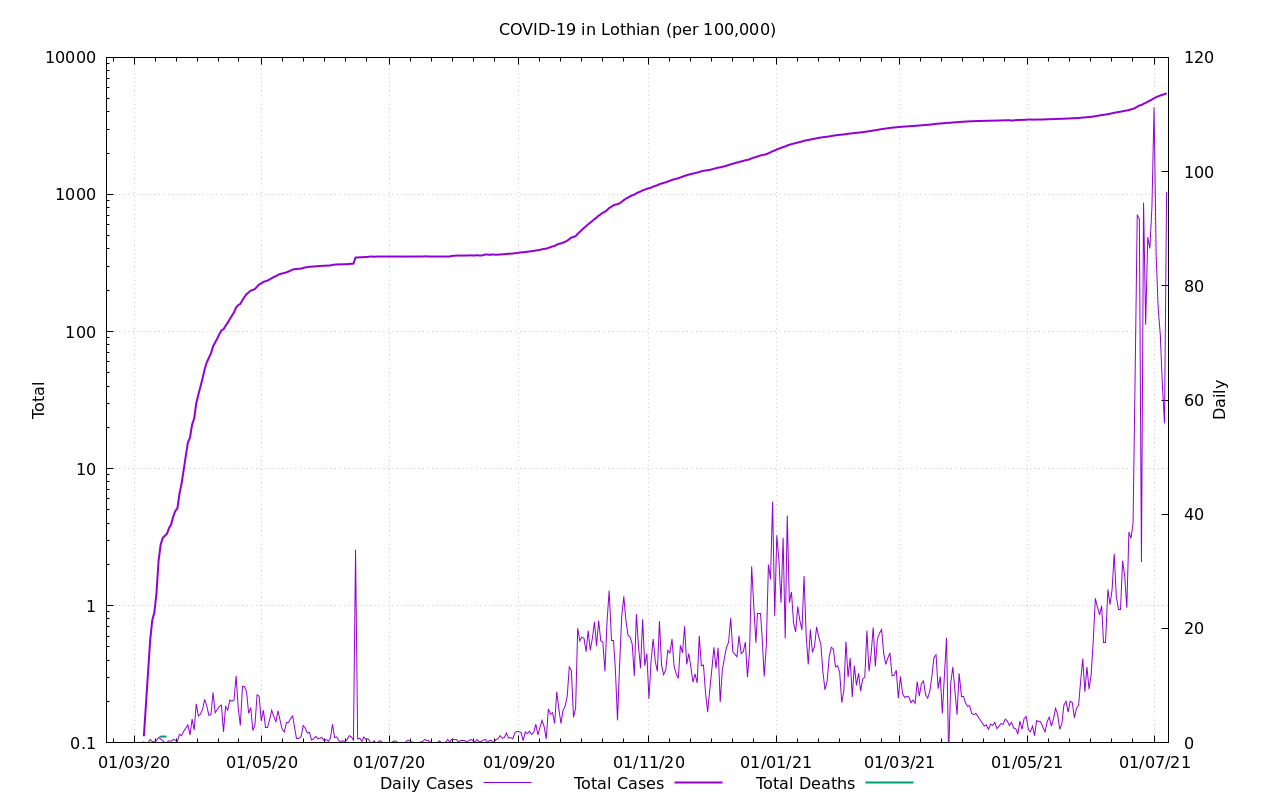 COVID-19 in Lothian (per 100,000)
10000
1000
100
10
1
0.1
Total
120
100
80
60
40
20
0
Daily
01/03/20 01/05/20 01/07/20 01/09/20 01/11/20 01/01/21 01/03/21 01/05/21 01/07/21
Daily Cases Total Cases Total Deaths